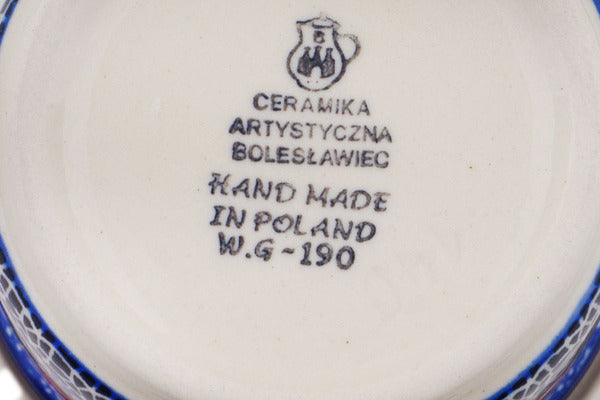 CERAMIKA
ARTYSTYCZNA
BOLESŁAWIEC
HAND MADE
IN POLAND
W.G-190